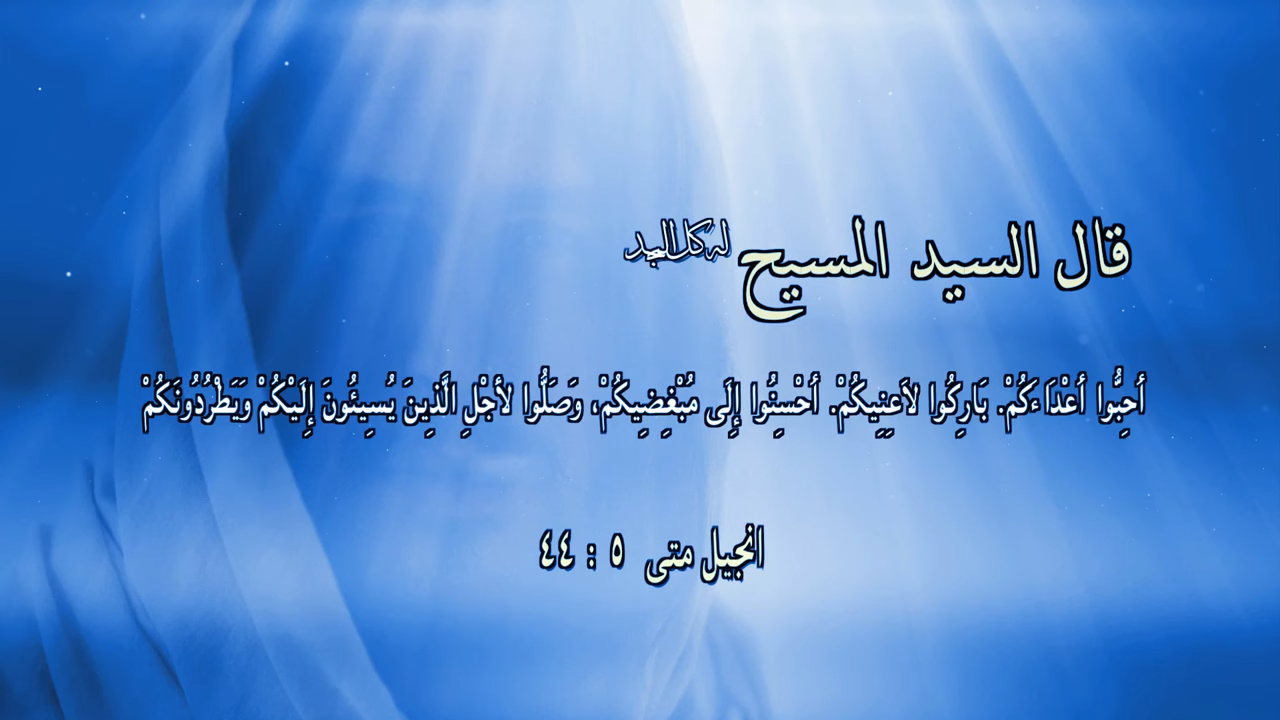 قال السيد المسيح له كل المجد
أَحِبُّوا أَعْدَاءَكُمْ. بَارِكُوا لاَعِنِيكُمْ. أَحْسِنُوا إِلَى مُبْغِضِيكُمْ، وَصَلُّوا لأَجْلِ الَّذِينَ يُسِيئُونَ إِلَيْكُمْ وَيَطْرُدُونَكُمْ
انجيل متى ٥ : ٤٤